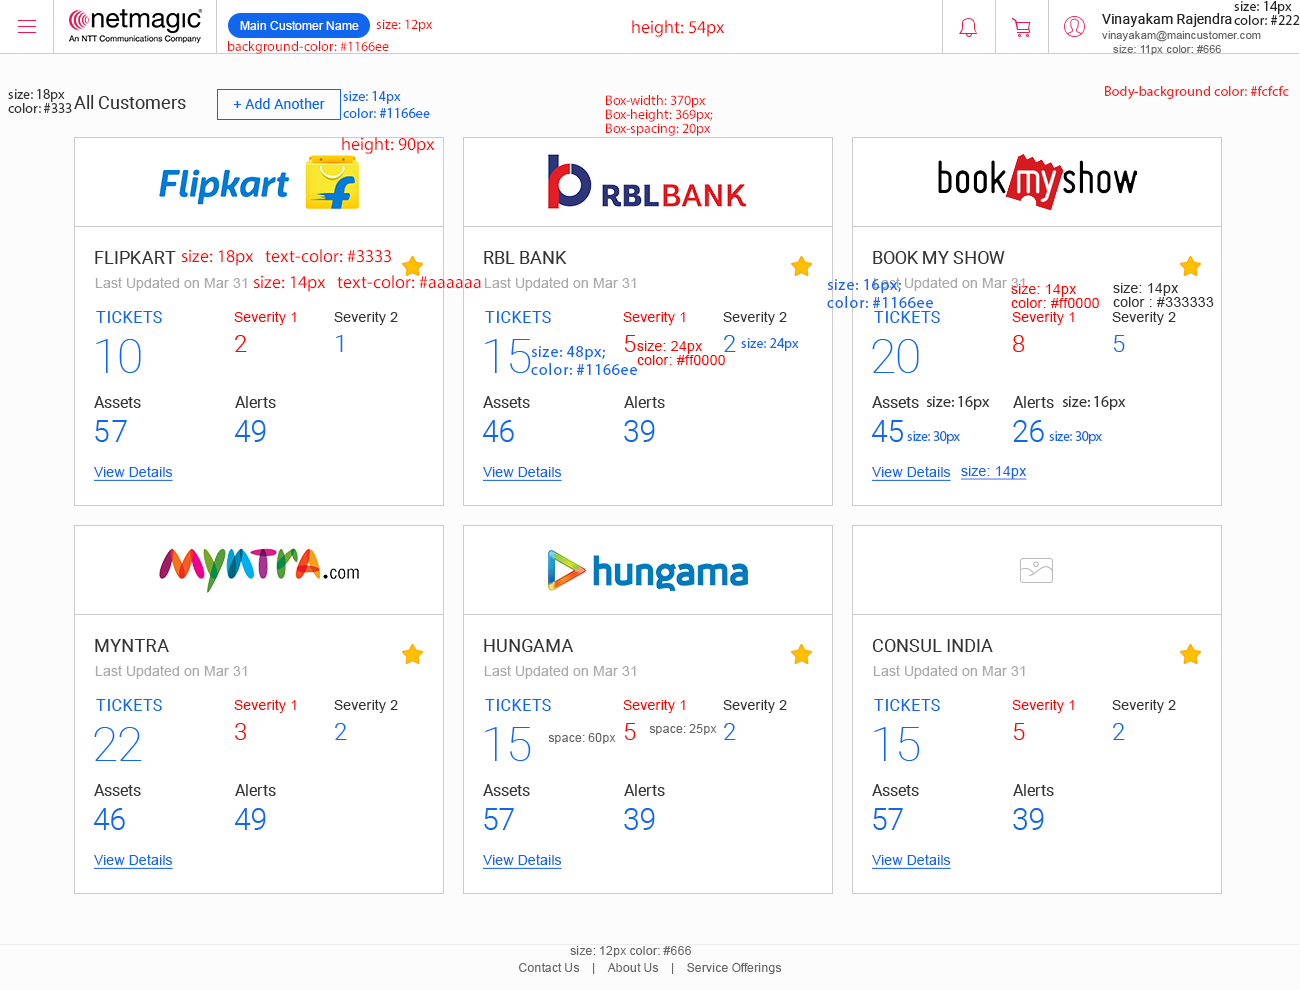 netmagic
An NTT Communications Company
Main Customer Name
size: 12px
background-color: #1166ee
height: 54px
Vinayakam Rajendra
size: 14px
color: #222
vinayakam@maincustomer.com
size: 11px color: #666
size: 18px
color: #333
All Customers
+ Add Another
size: 14px
color: #1166ee
Box-width: 370px
Box-height: 369px;
Box-spacing: 20px
Body-background color: #fcfcfc
height: 90px
Flipkart
RBL BANK
book my show
FLIPKART
size: 18px text-color: #3333
Last Updated on Mar 31
size: 14px text-color: #aaaaaa
TICKETS
10
Severity 1
2
Severity 2
1
Assets
57
Alerts
49
View Details
RBL BANK
Last Updated on Mar 31
TICKETS
15
size: 48px;
color: #1166ee
Severity 1
5
size: 24px
color: #ff0000
Severity 2
2
size: 24px
Assets
46
Alerts
39
View Details
BOOK MY SHOW
Last Updated on Mar 31
size: 16px;
color: #1166ee
TICKETS
20
size: 14px
color: #ff0000
Severity 1
8
size: 14px
color : #333333
Severity 2
5
Assets size: 16px
45 size: 30px
Alerts size: 16px
26 size: 30px
View Details
size: 14px
myntra.com
hungama
MYNTRA
Last Updated on Mar 31
TICKETS
22
Severity 1
3
Severity 2
2
Assets
46
Alerts
49
View Details
HUNGAMA
Last Updated on Mar 31
TICKETS
15
space: 60px
Severity 1
5
space: 25px
Severity 2
2
Assets
57
Alerts
39
View Details
CONSUL INDIA
Last Updated on Mar 31
TICKETS
15
Severity 1
5
Severity 2
2
Assets
57
Alerts
39
View Details
size: 12px color: #666
Contact Us | About Us | Service Offerings